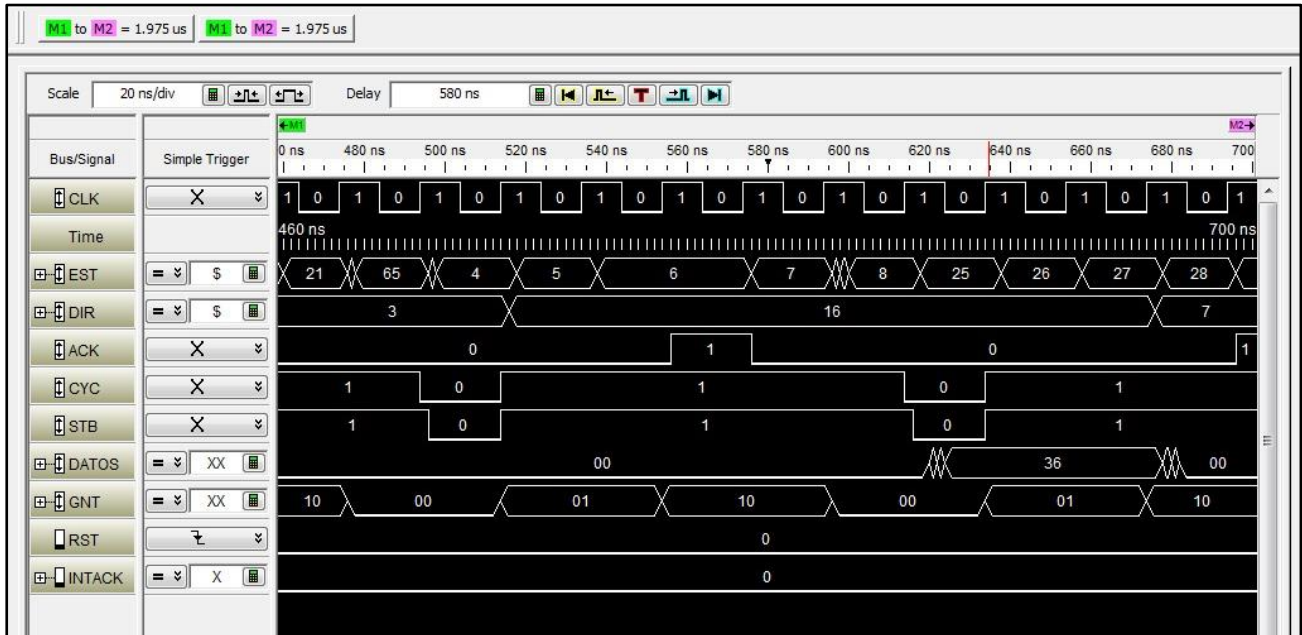 M1 to M2 = 1.975 us M1 to M2 = 1.975 us
Scale 20 ns/div Delay 580 ns T
M1 M2
Bus/Signal Simple Trigger 0 ns 480 ns 500 ns 520 ns 540 ns 560 ns 580 ns 600 ns 620 ns 640 ns 660 ns 680 ns 700
CLK X 1 0 1 0 1 0 1 0 1 0 1 0 1 0 1 0 1 0 1 0 1 0 1 0 1
Time 460 ns 700 ns
EST = $ 21 65 4 5 6 7 8 25 26 27 28
DIR = $ 3 16 7
ACK X 0 1 0 1
CYC X 1 0 1 0 1
STB X 1 0 1 0 1
DATOS = XX 00 36 00
GNT = XX 10 00 01 10 00 01 10
RST 0
INTACK = X 0